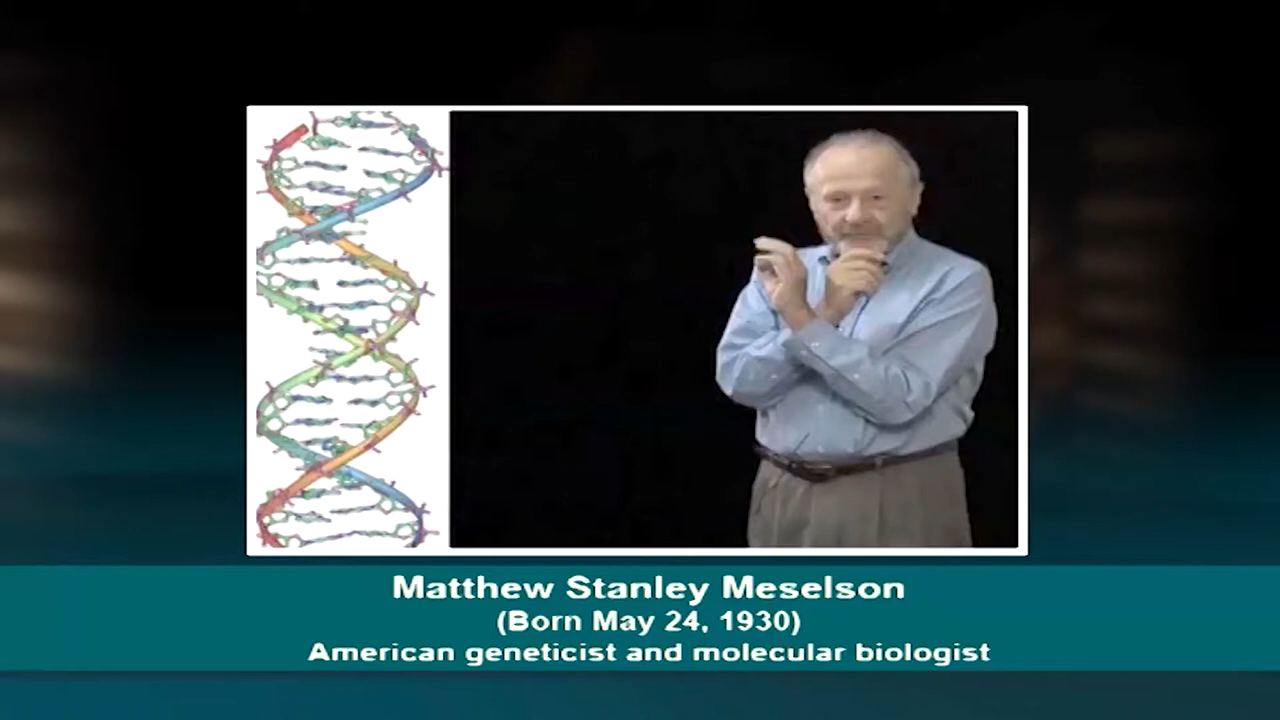 Matthew Stanley Meselson
(Born May 24, 1930)
American geneticist and molecular biologist